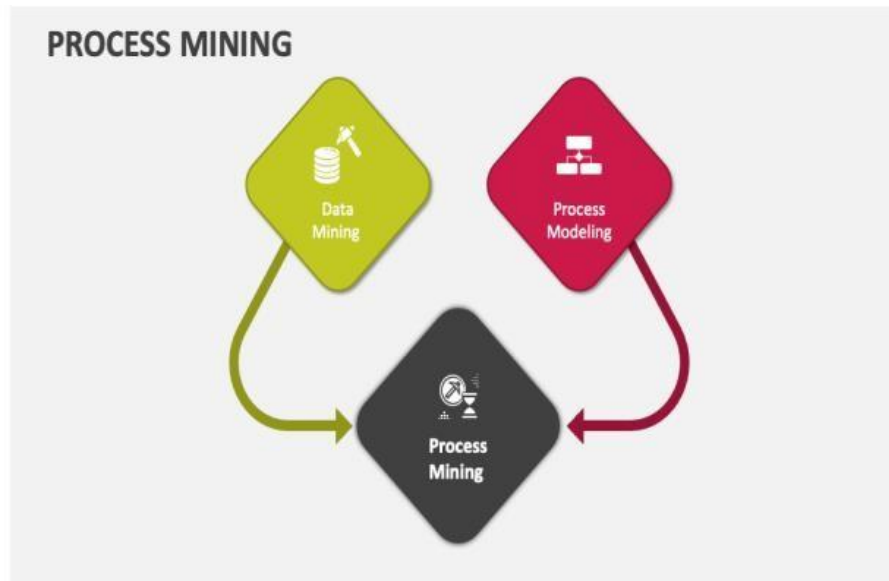 PROCESS MINING
Data
Mining
Process
Modeling
Process
Mining